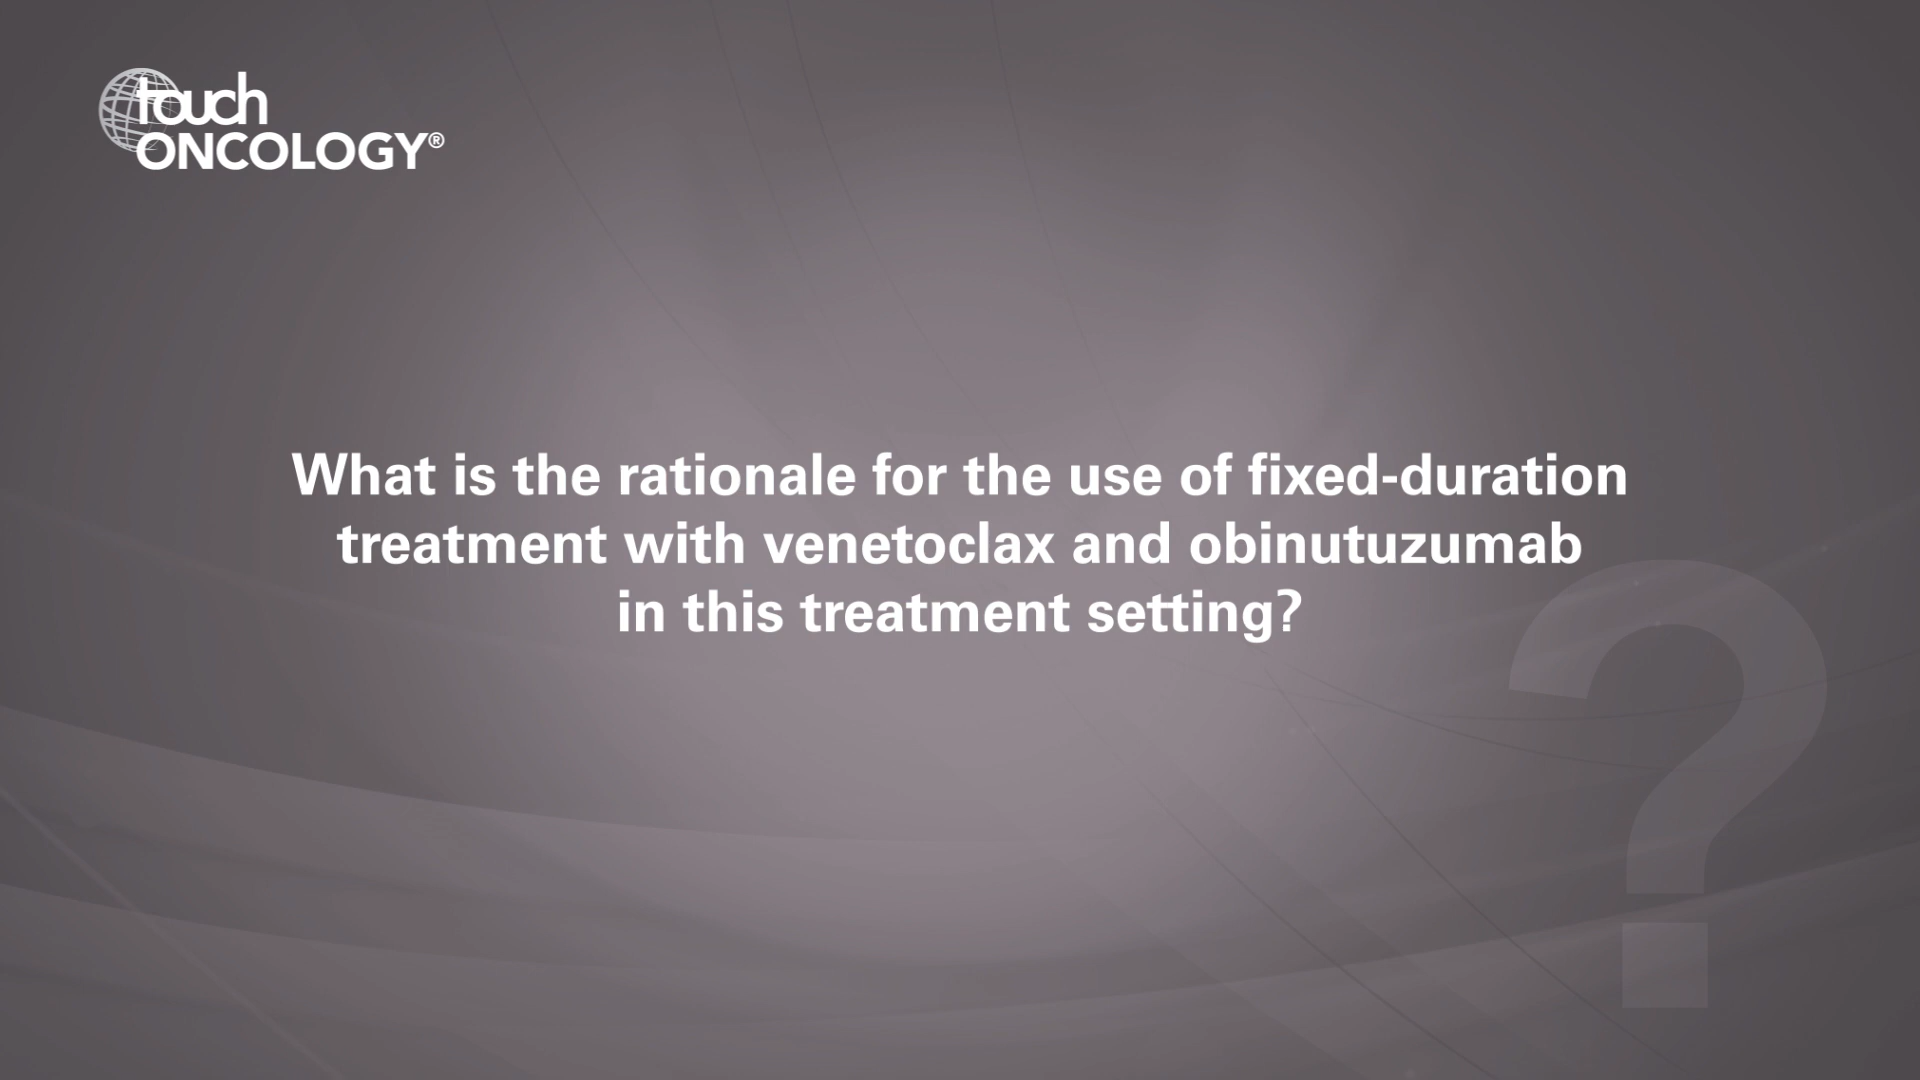 touch
ONCOLOGY®
What is the rationale for the use of fixed-duration
treatment with venetoclax and obinutuzumab
in this treatment setting?
?